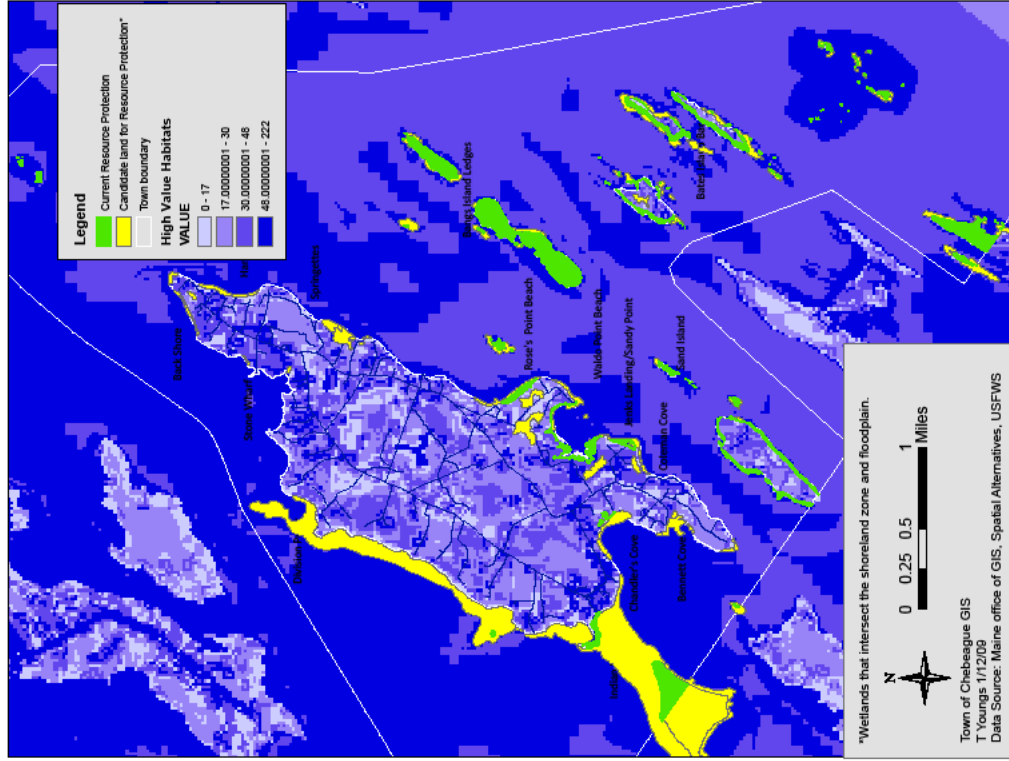 Legend
Current Resource Protection
Candidate land for Resource Protection*
Town boundary
High Value Habitats
VALUE
0 - 17
17.00000001 - 30
30.00000001 - 48
48.00000001 - 222
Back Shore
Springettes
Stone Wharf
Bangs Island Ledges
Rose's Point Beach
Waldo Point Beach
Jenks Landing/Sandy Point
Sand Island
Coleman Cove
Chandler's Cove
Bennett Cove
*Wetlands that intersect the shoreland zone and floodplain.
N
0 0.25 0.5 1
Miles
Town of Chebeague GIS
T Youngs 1/12/09
Data Source: Maine office of GIS, Spatial Alternatives, USFWS